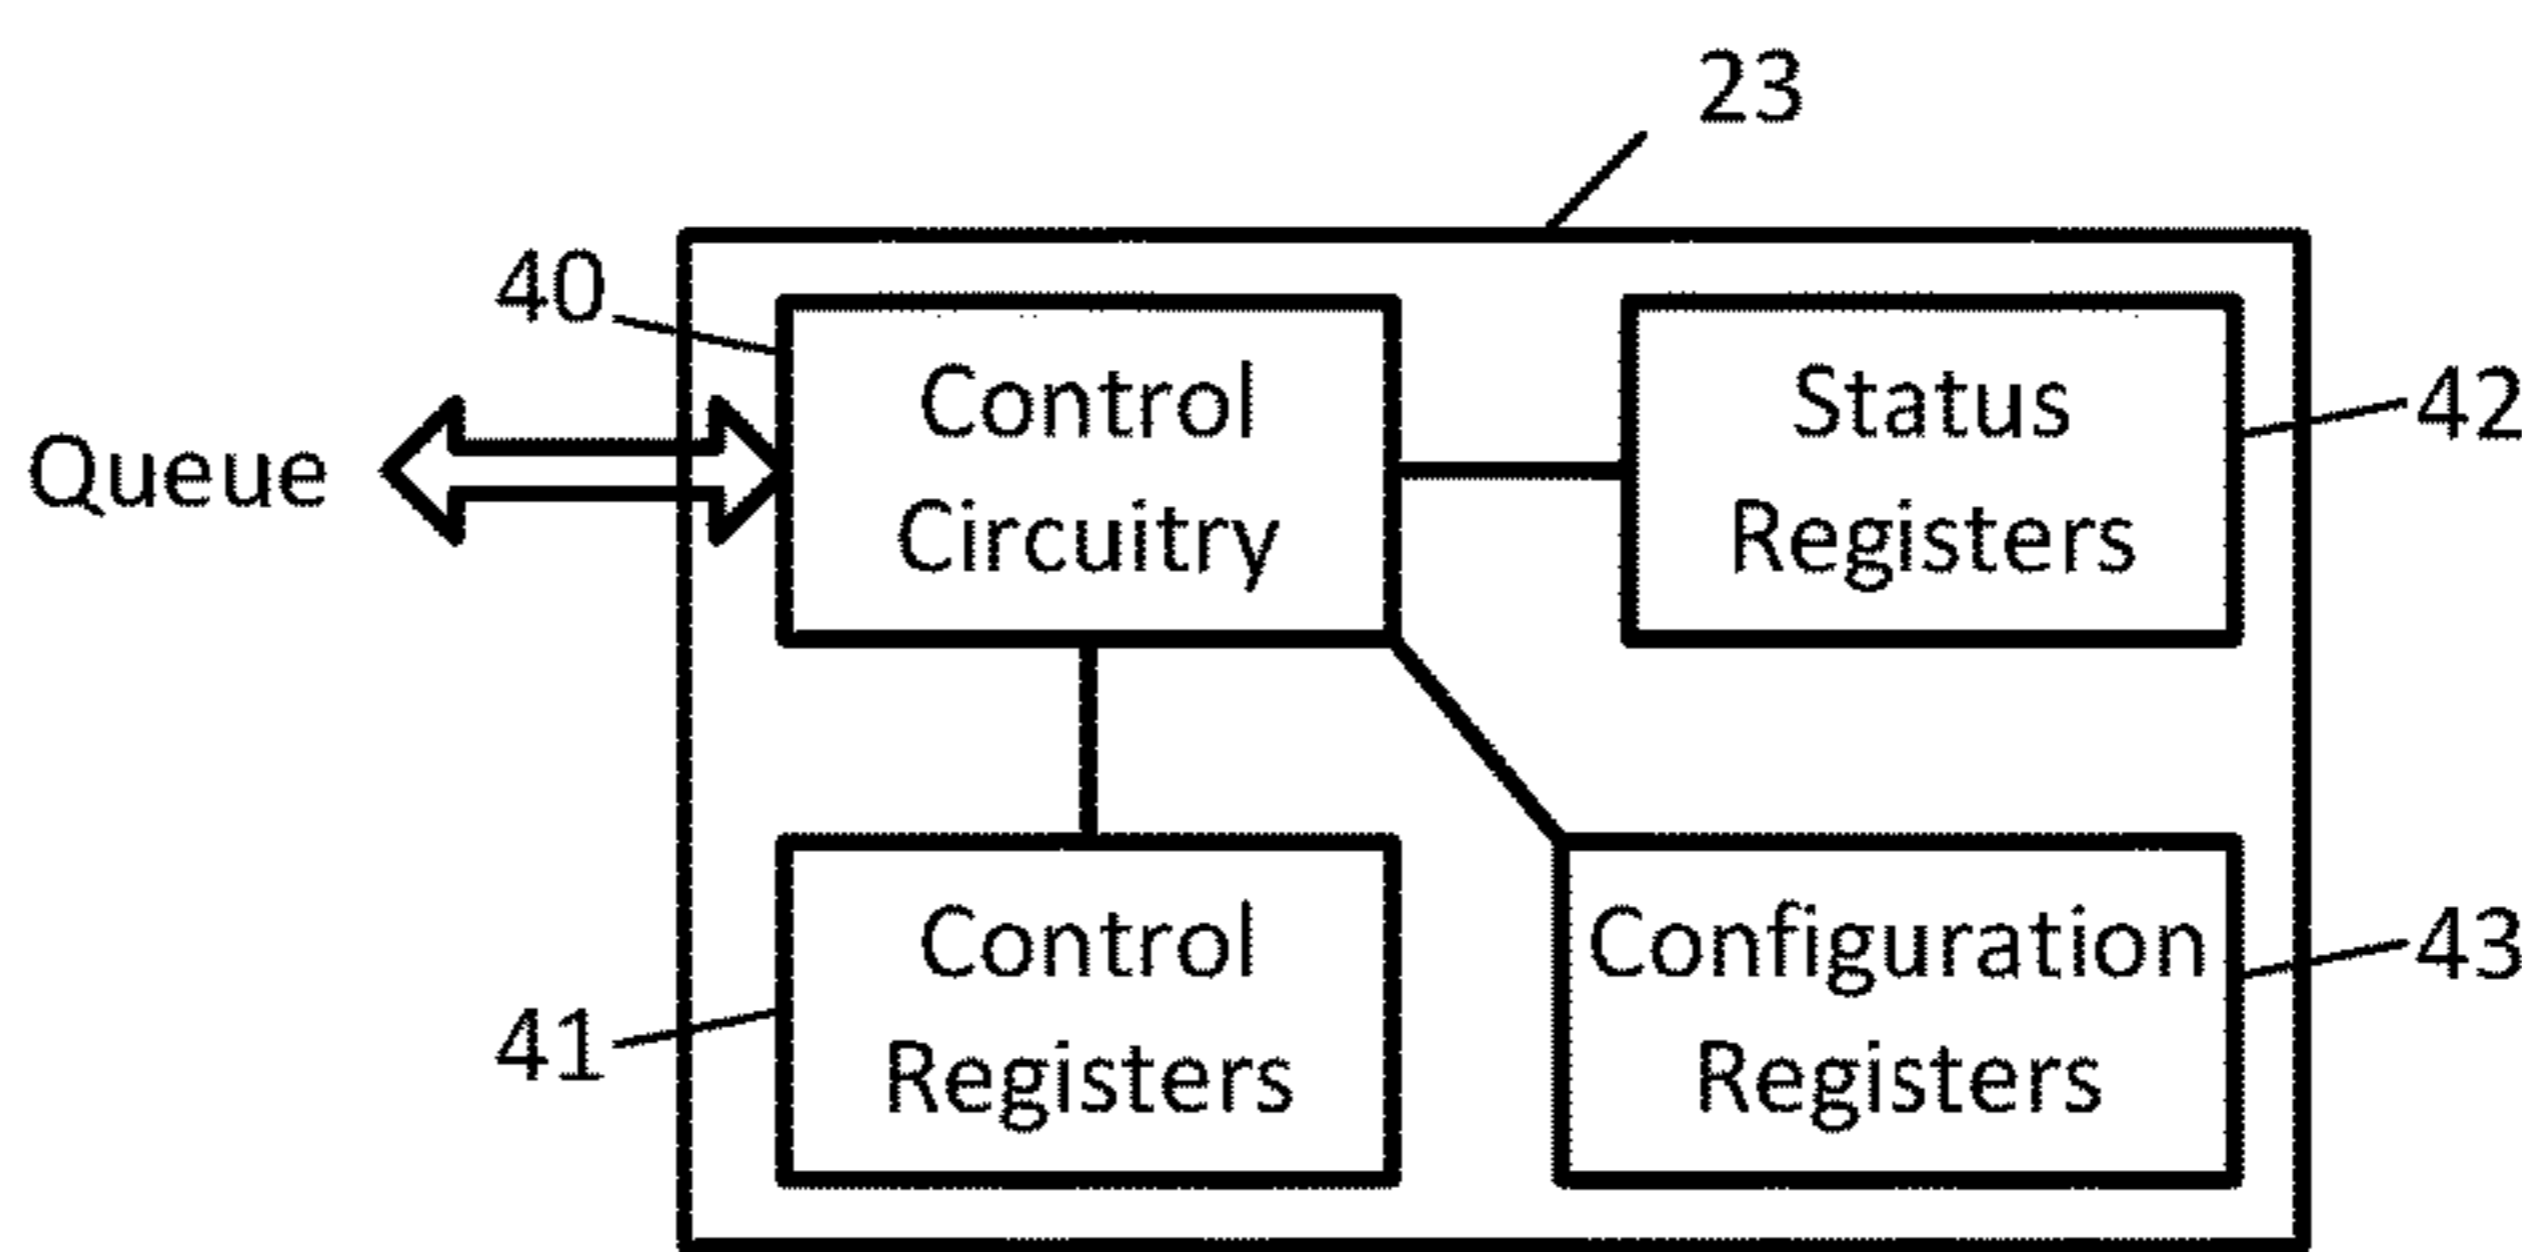 23
40
Control
Circuitry
Status
Registers
42
Queue
Control
Registers
41
Configuration
Registers
43